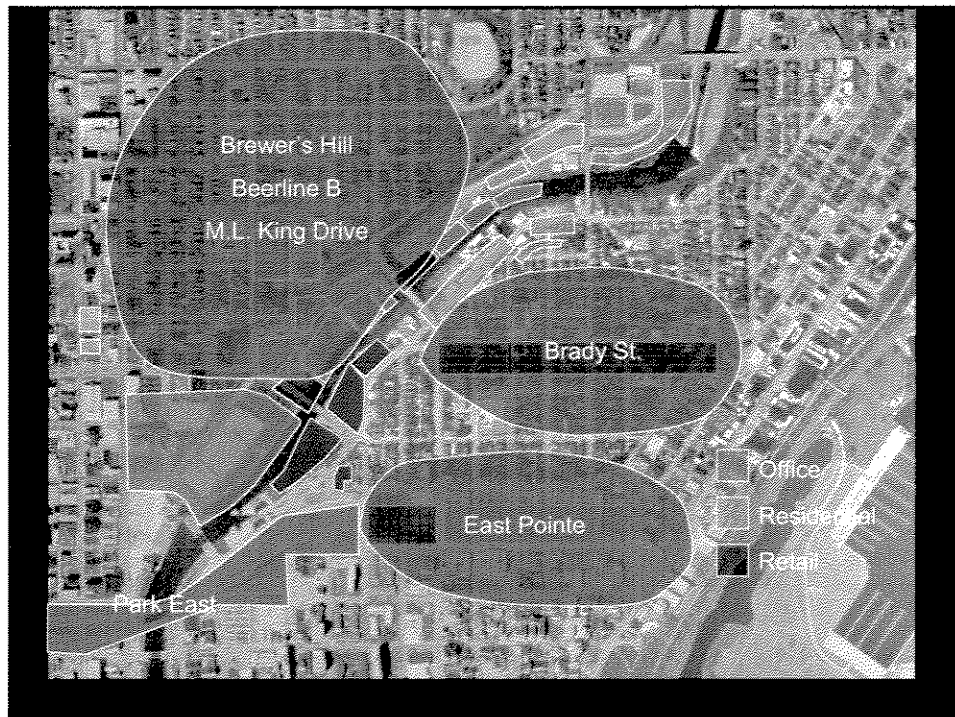 Brewer's Hill
Beerline B
M.L. King Drive
Brady St.
East Pointe
Office
Residential
Retail
Park East